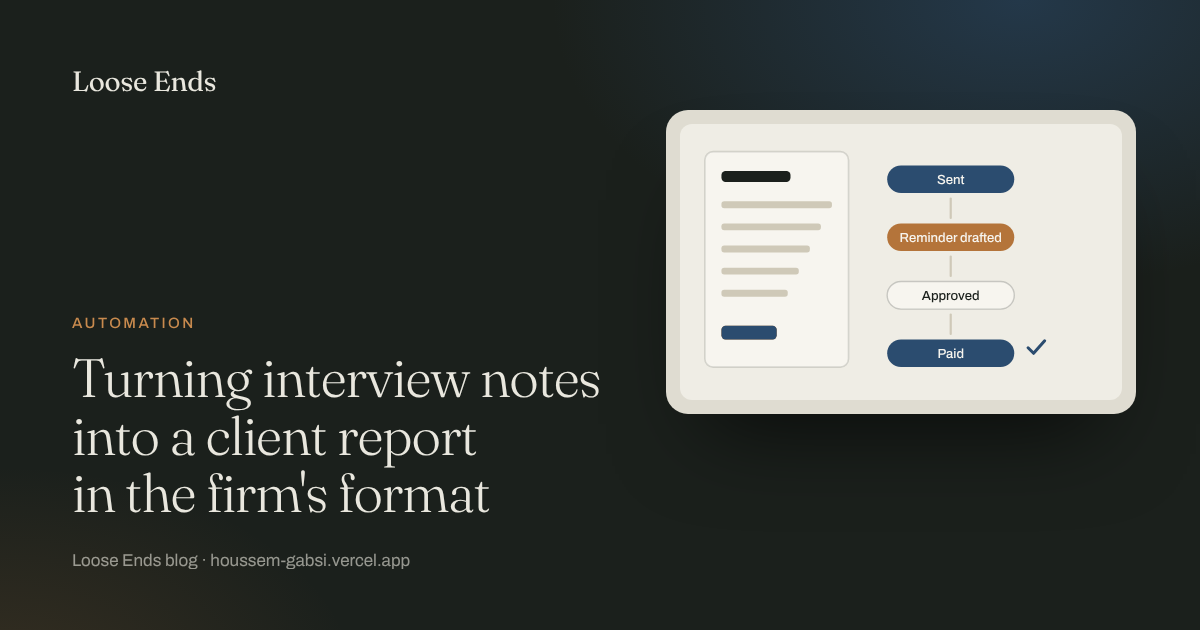 Loose Ends
AUTOMATION
Turning interview notes
into a client report
in the firm's format
Loose Ends blog · houssem-gabsi.vercel.app
Sent
Reminder drafted
Approved
Paid